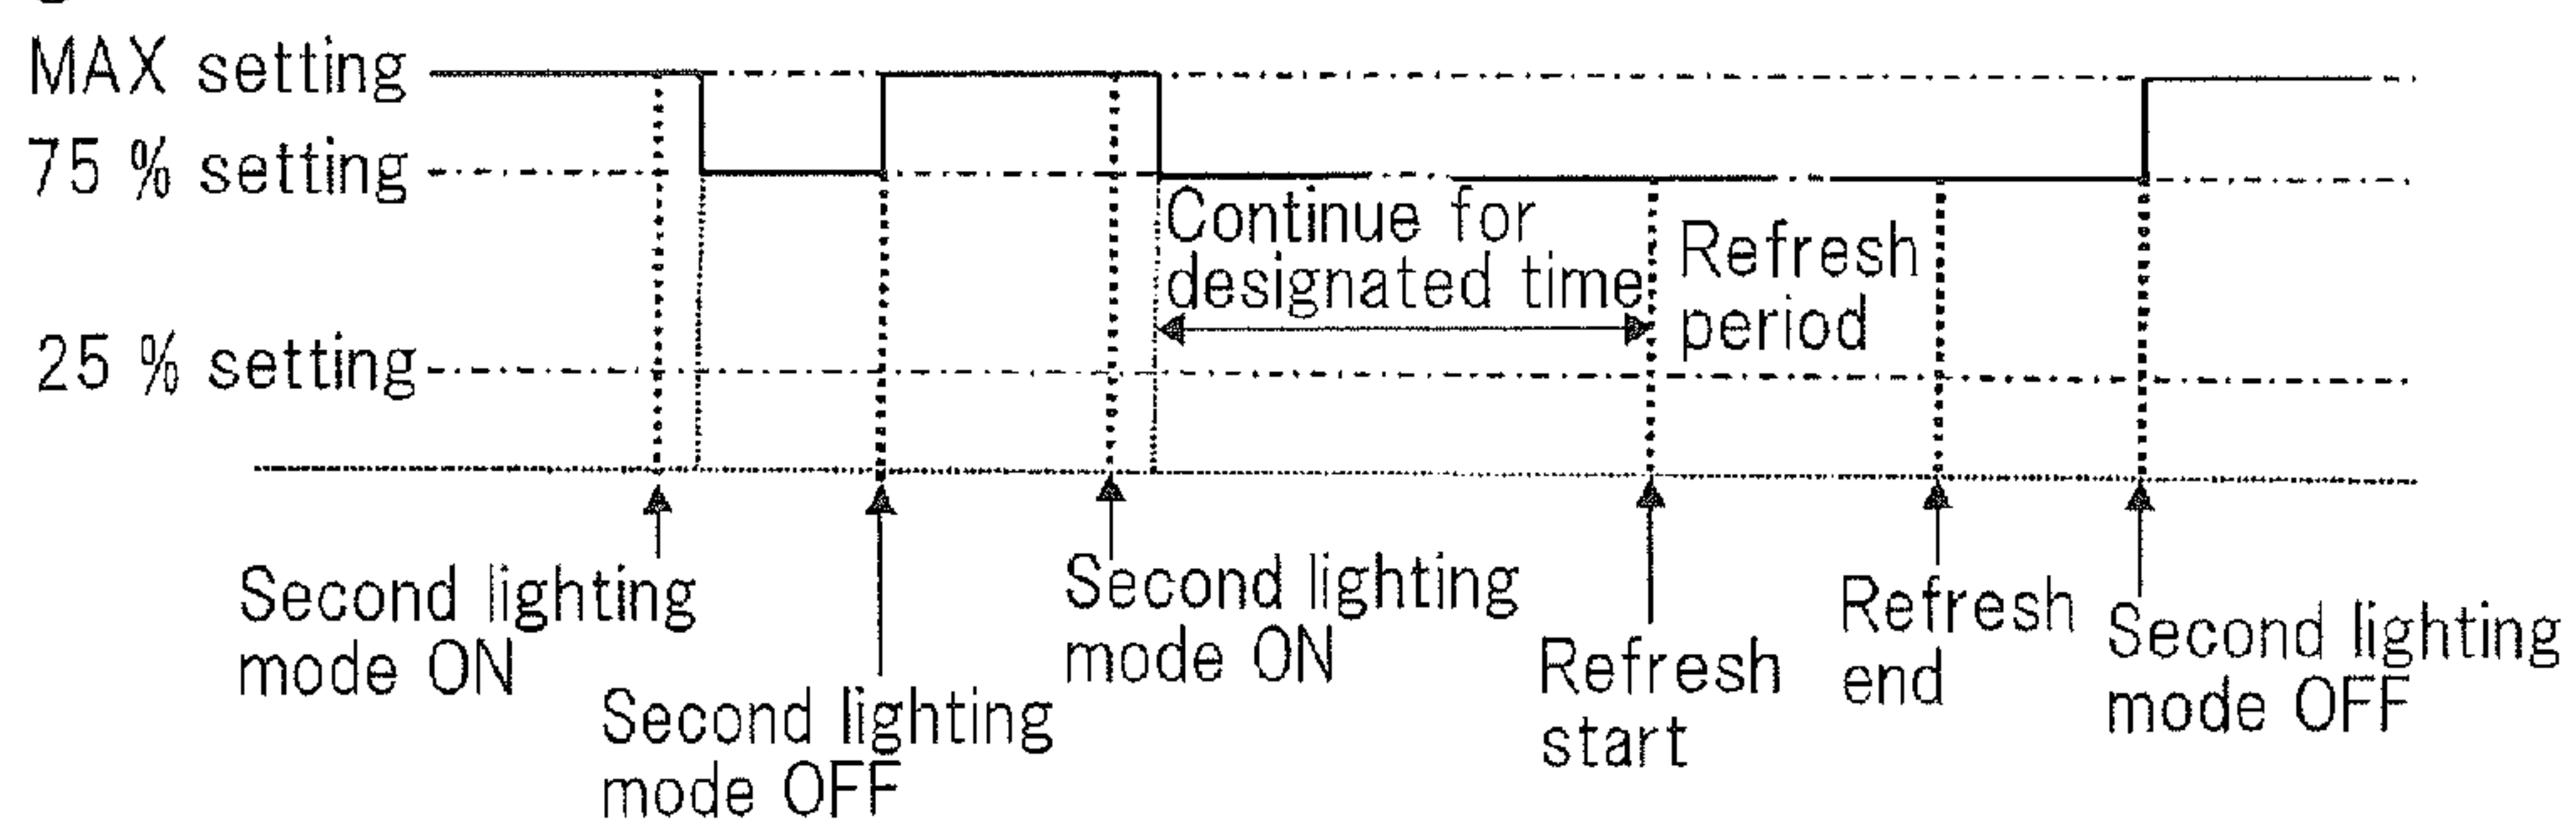 MAX setting
75 % setting
Continue for
designated time
Refresh
period
25 % setting
Second lighting
mode ON
Second lighting
mode OFF
Second lighting
mode ON
Refresh
start
Refresh
end
Second lighting
mode OFF